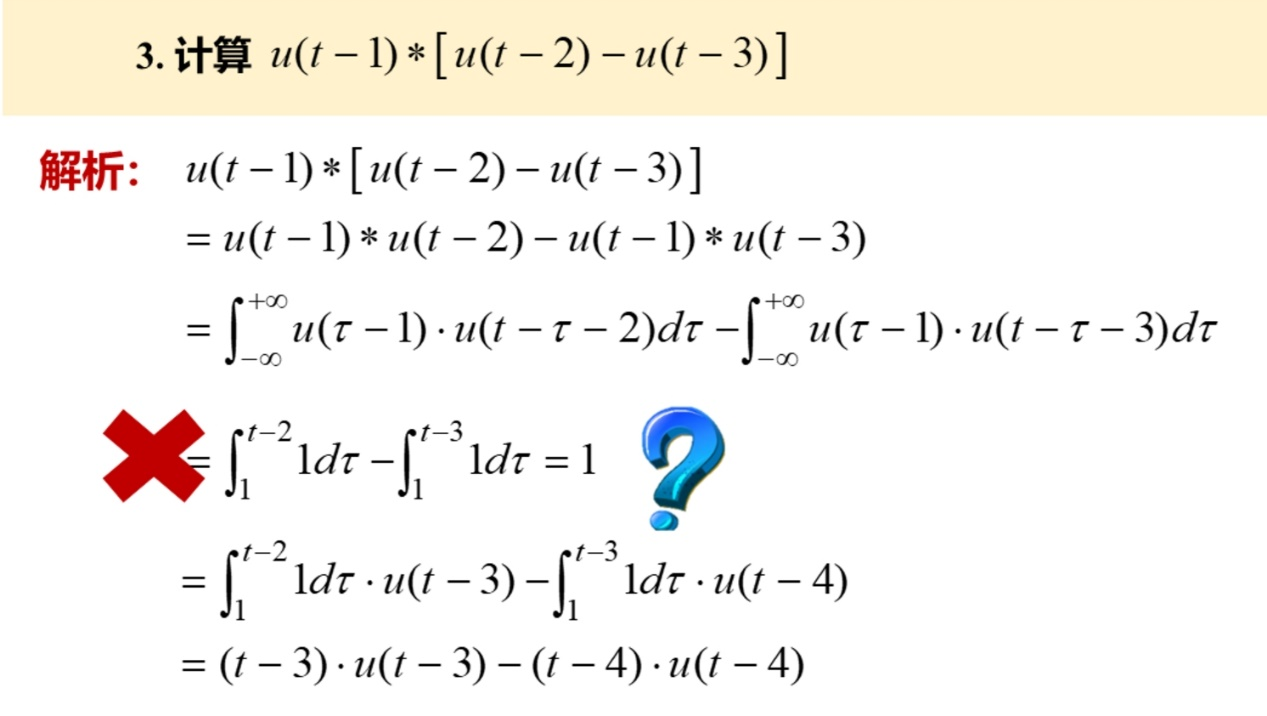 3. 计算 u(t − 1) * [u(t − 2) − u(t − 3)]
解析： u(t − 1) * [u(t − 2) − u(t − 3)]
= u(t − 1) * u(t − 2) − u(t − 1) * u(t − 3)
= ∫_{−∞}^{+∞} u(τ − 1) · u(t − τ − 2)dτ − ∫_{−∞}^{+∞} u(τ − 1) · u(t − τ − 3)dτ
= ∫_{1}^{t−2} 1dτ − ∫_{1}^{t−3} 1dτ = 1 ?
= ∫_{1}^{t−2} 1dτ · u(t − 3) − ∫_{1}^{t−3} 1dτ · u(t − 4)
= (t − 3) · u(t − 3) − (t − 4) · u(t − 4)